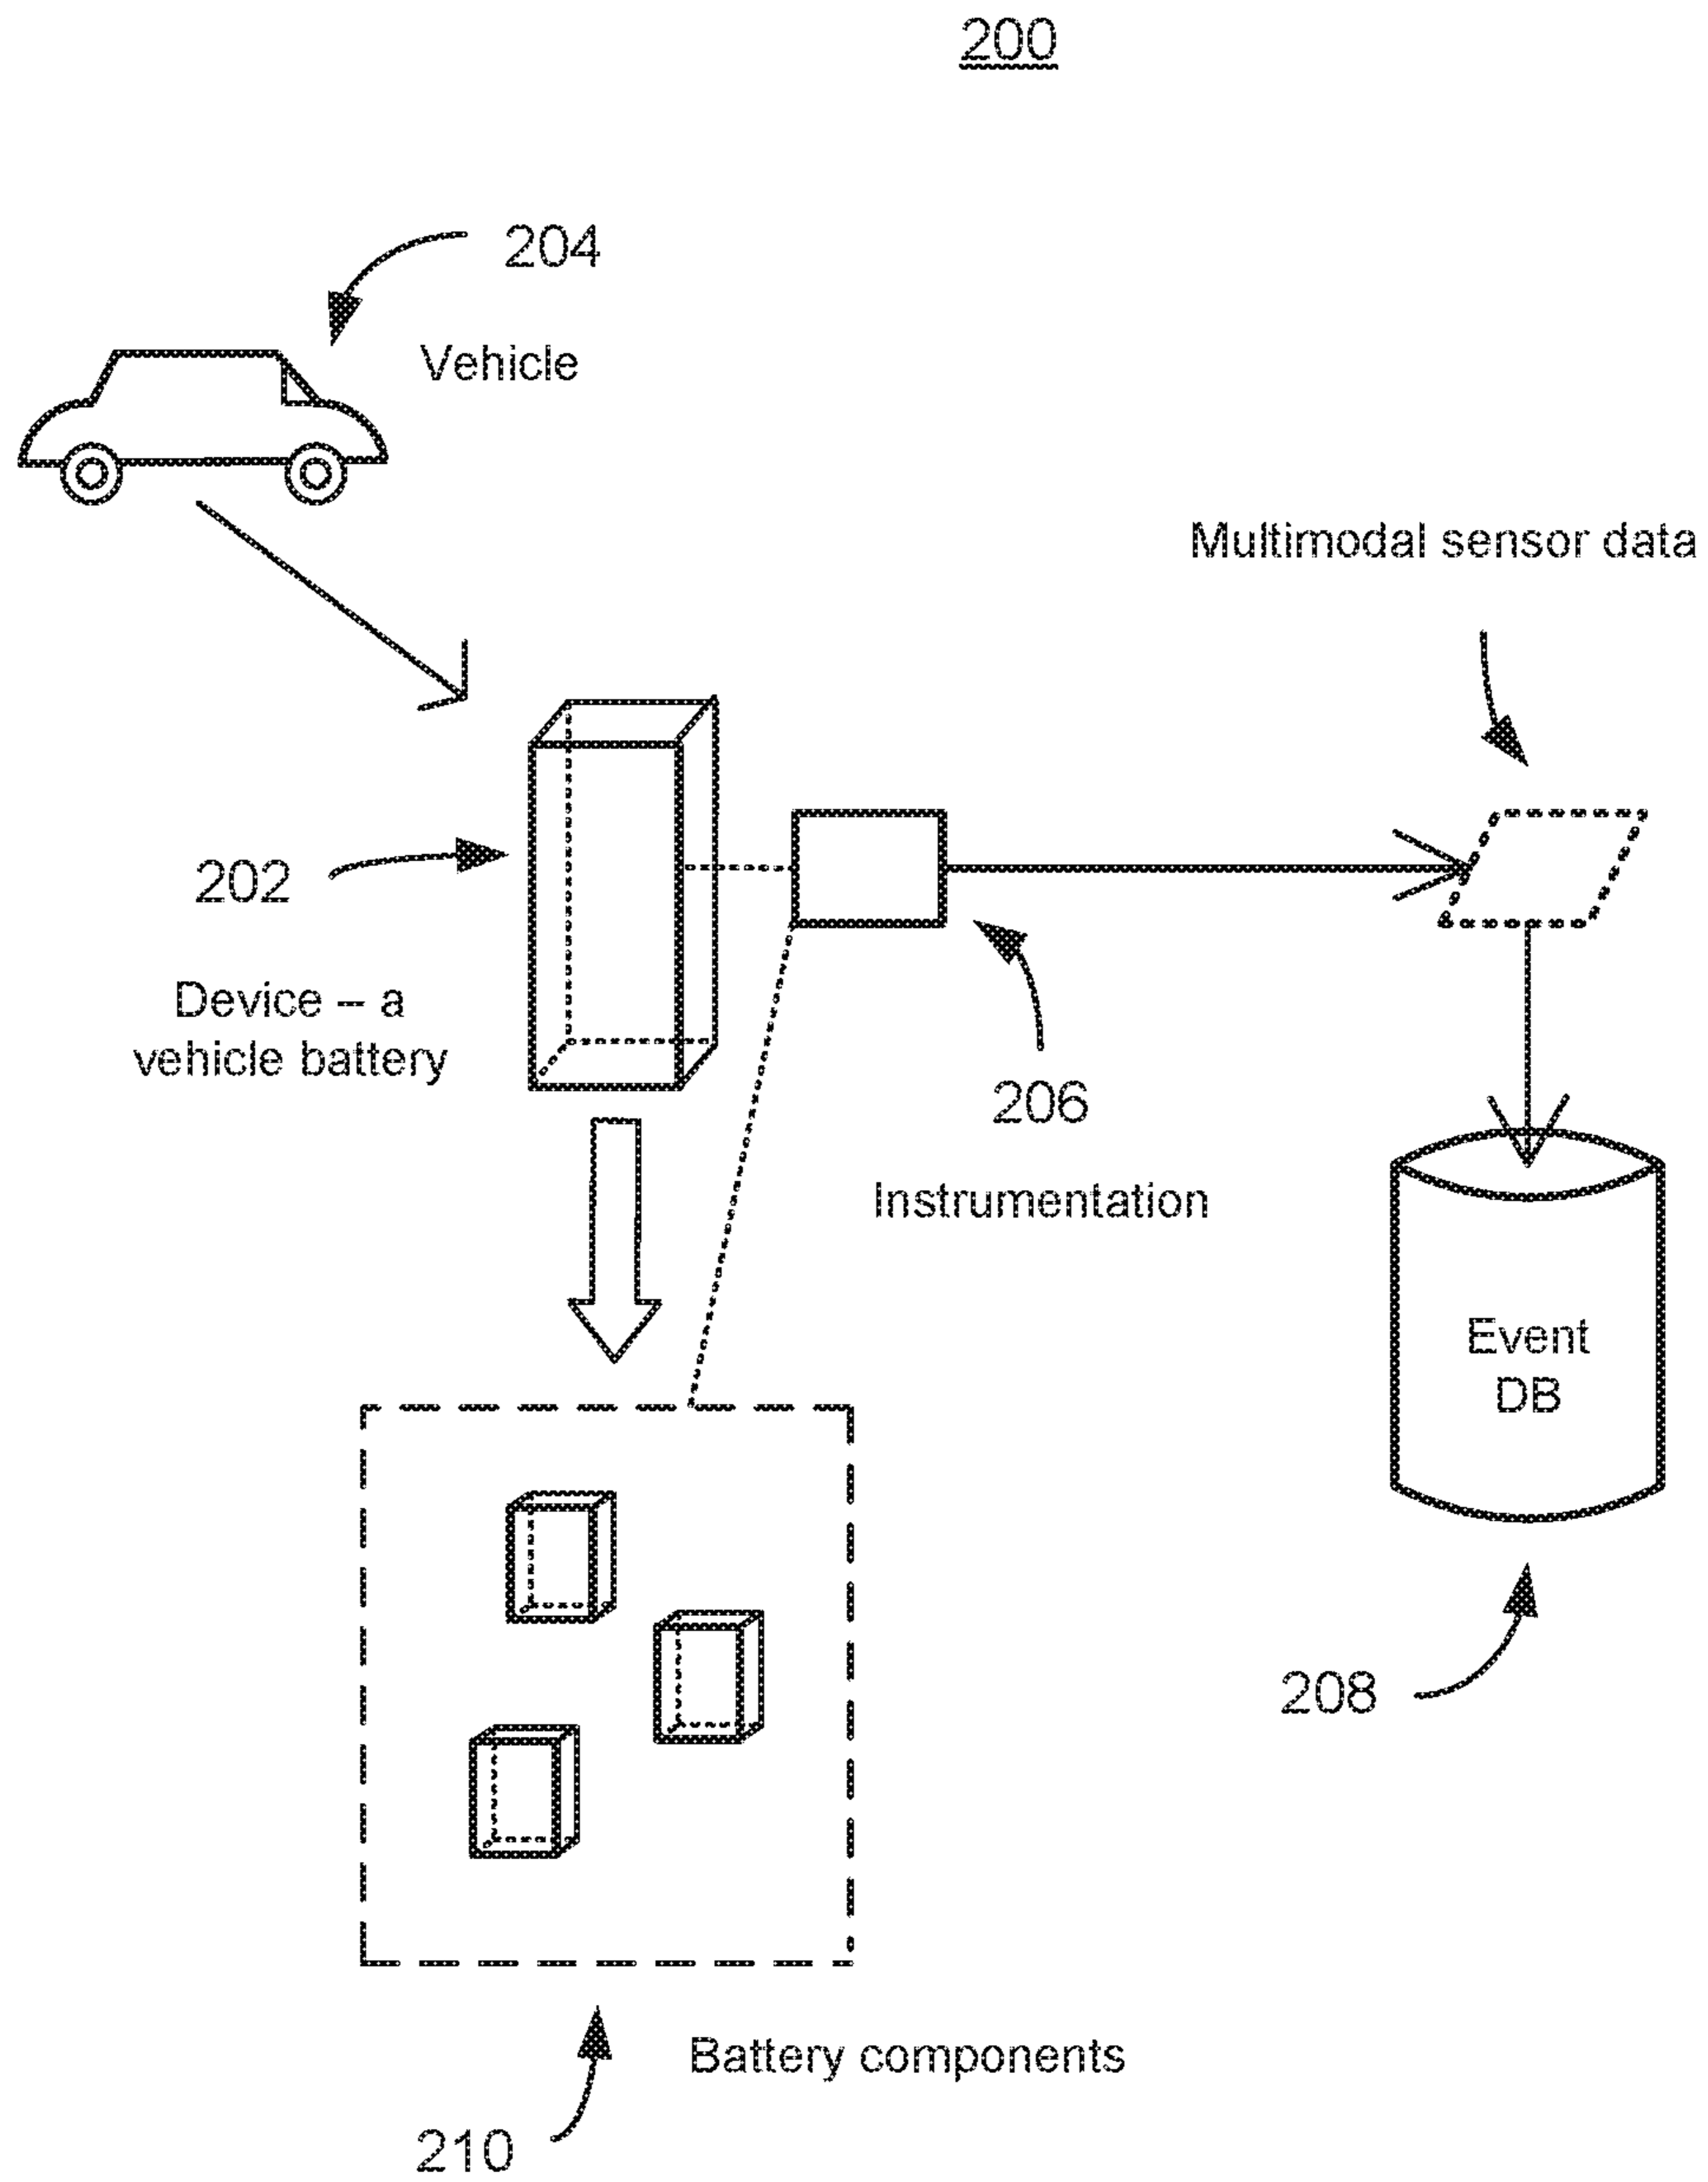 200
204
Vehicle
Multimodal sensor data
202
Device -- a
vehicle battery
206
Instrumentation
Event
DB
208
Battery components
210